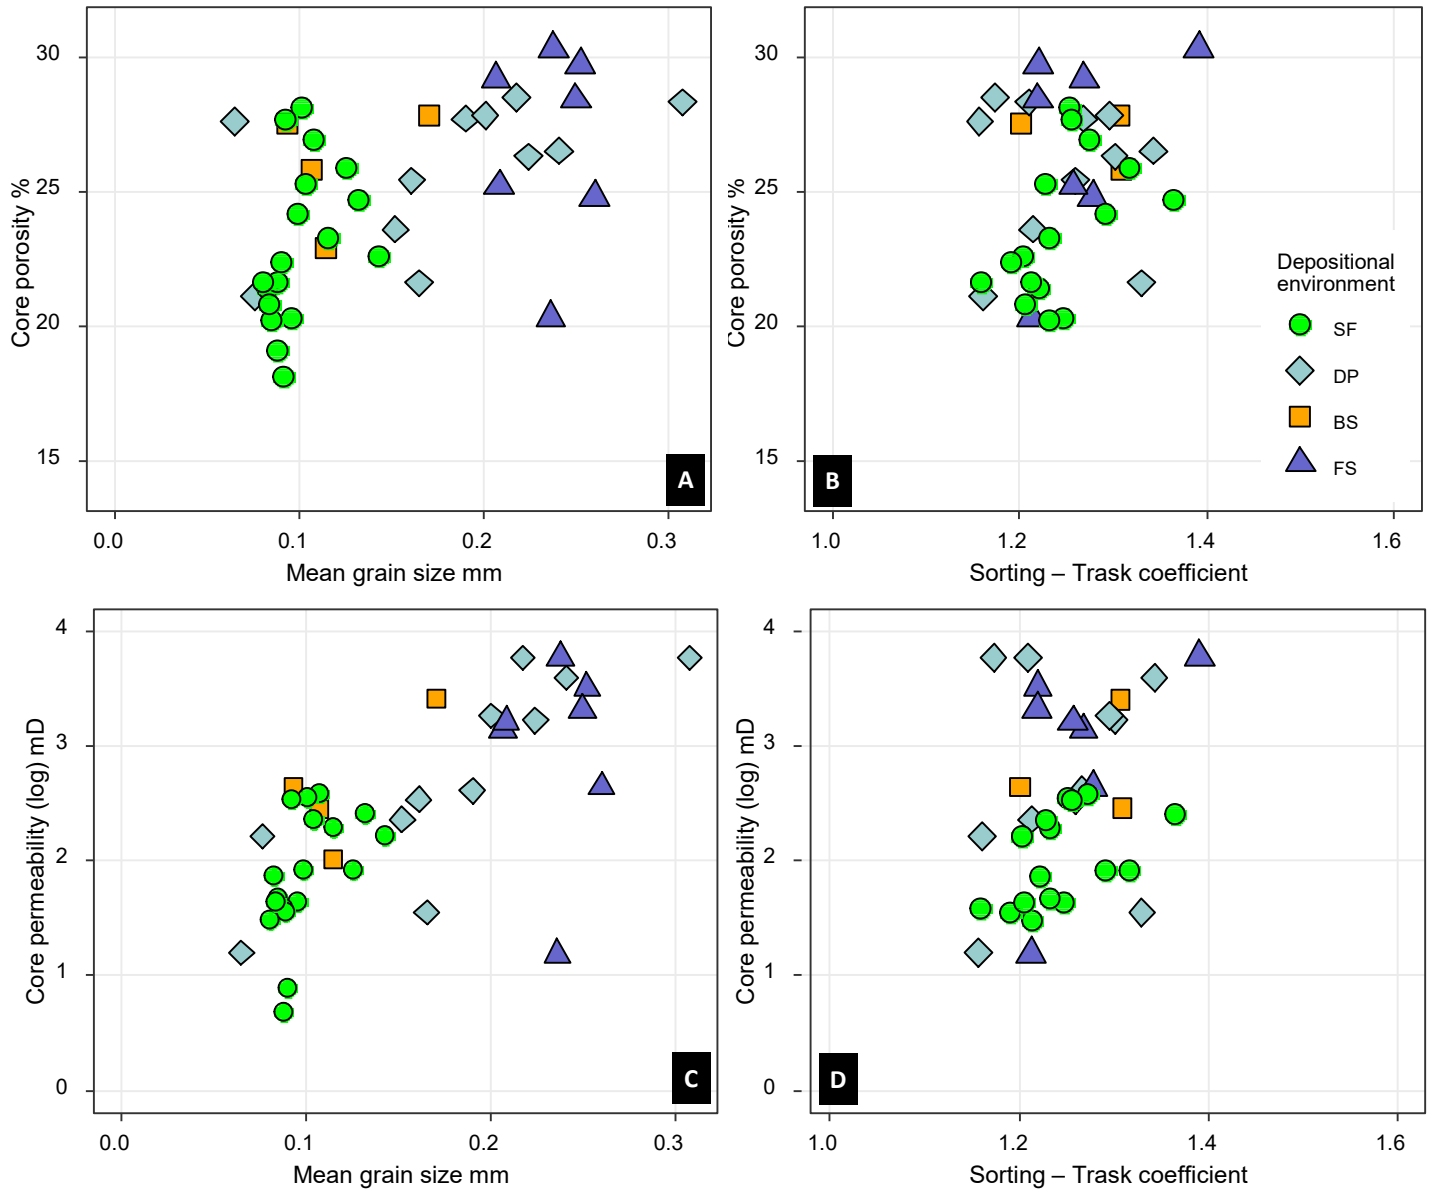 30
25
20
15
Core porosity %
0.0 0.1 0.2 0.3
Mean grain size mm
A
30
25
20
15
Core porosity %
1.0 1.2 1.4 1.6
Sorting – Trask coefficient
B
Depositional
environment
SF
DP
BS
FS
4
3
2
1
0
Core permeability (log) mD
0.0 0.1 0.2 0.3
Mean grain size mm
C
4
3
2
1
0
Core permeability (log) mD
1.0 1.2 1.4 1.6
Sorting – Trask coefficient
D